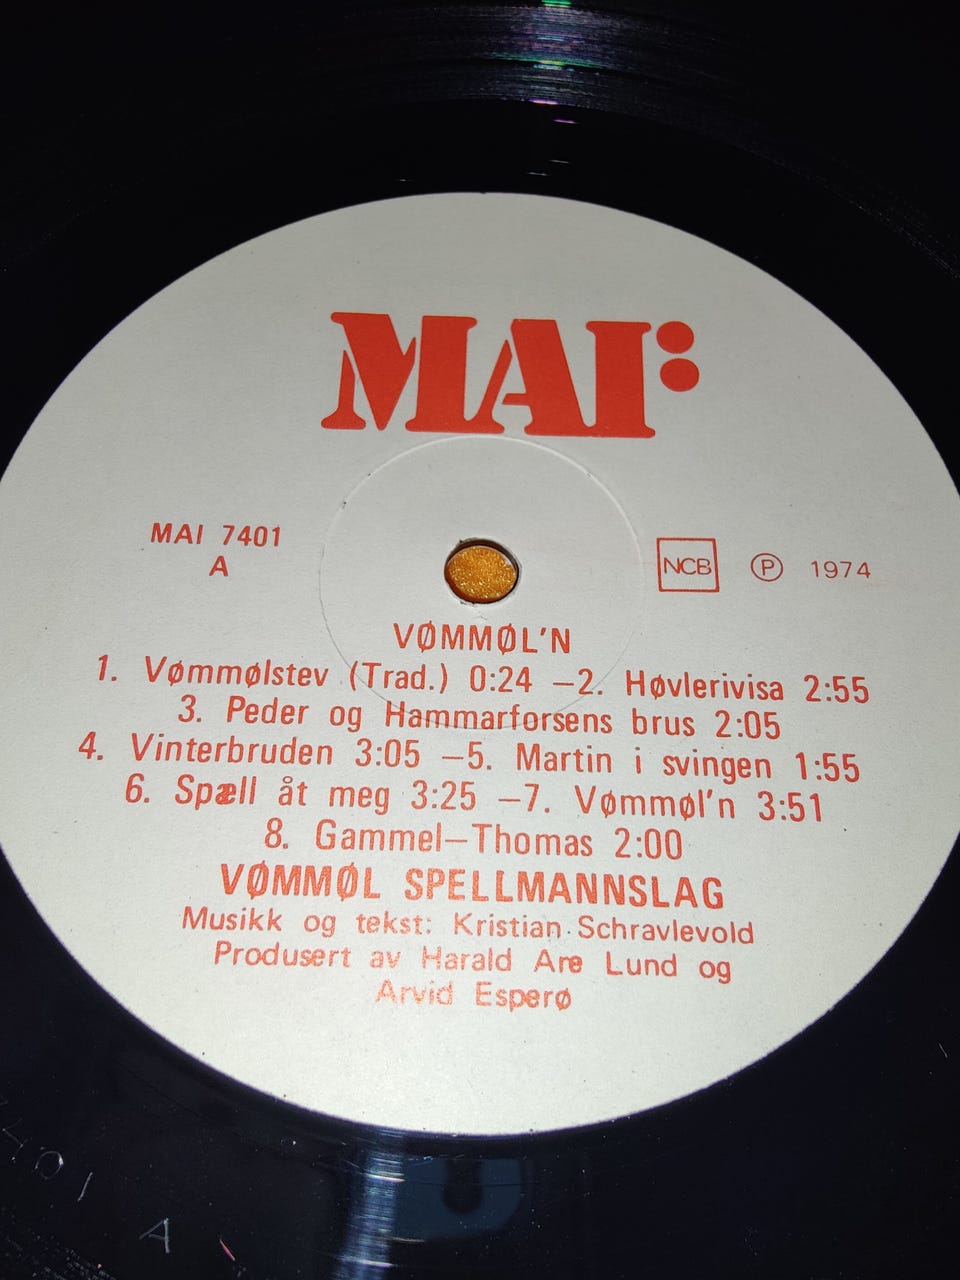 MAI:
MAI 7401
A
NCB Ⓟ 1974
VØMMØL'N
1. Vømmølstev (Trad.) 0:24 –2. Høvlerivisa 2:55
3. Peder og Hammarforsens brus 2:05
4. Vinterbruden 3:05 –5. Martin i svingen 1:55
6. Spæll åt meg 3:25 –7. Vømmøl'n 3:51
8. Gammel–Thomas 2:00
VØMMØL SPELLMANNSLAG
Musikk og tekst: Kristian Schravlevold
Produsert av Harald Are Lund og
Arvid Esperø
401 A